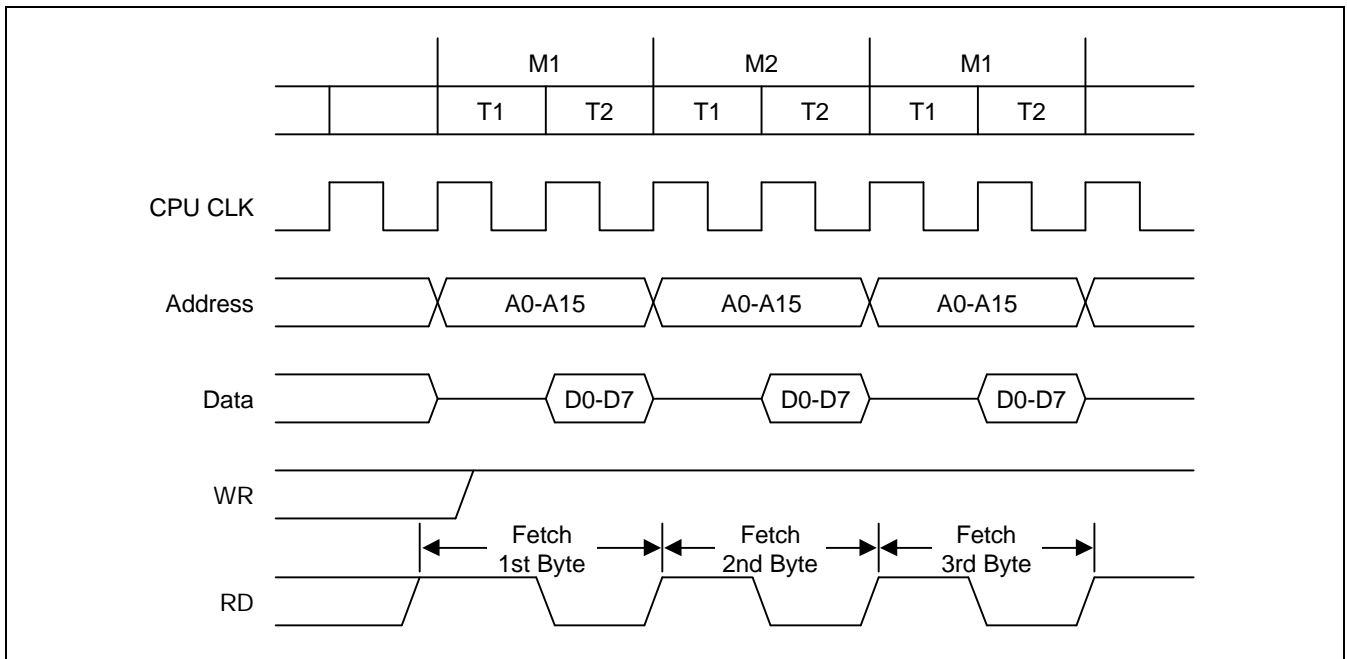 M1 M2 M1
T1 T2 T1 T2 T1 T2
CPU CLK
Address A0-A15 A0-A15 A0-A15
Data D0-D7 D0-D7 D0-D7
WR
Fetch Fetch Fetch
1st Byte 2nd Byte 3rd Byte
RD